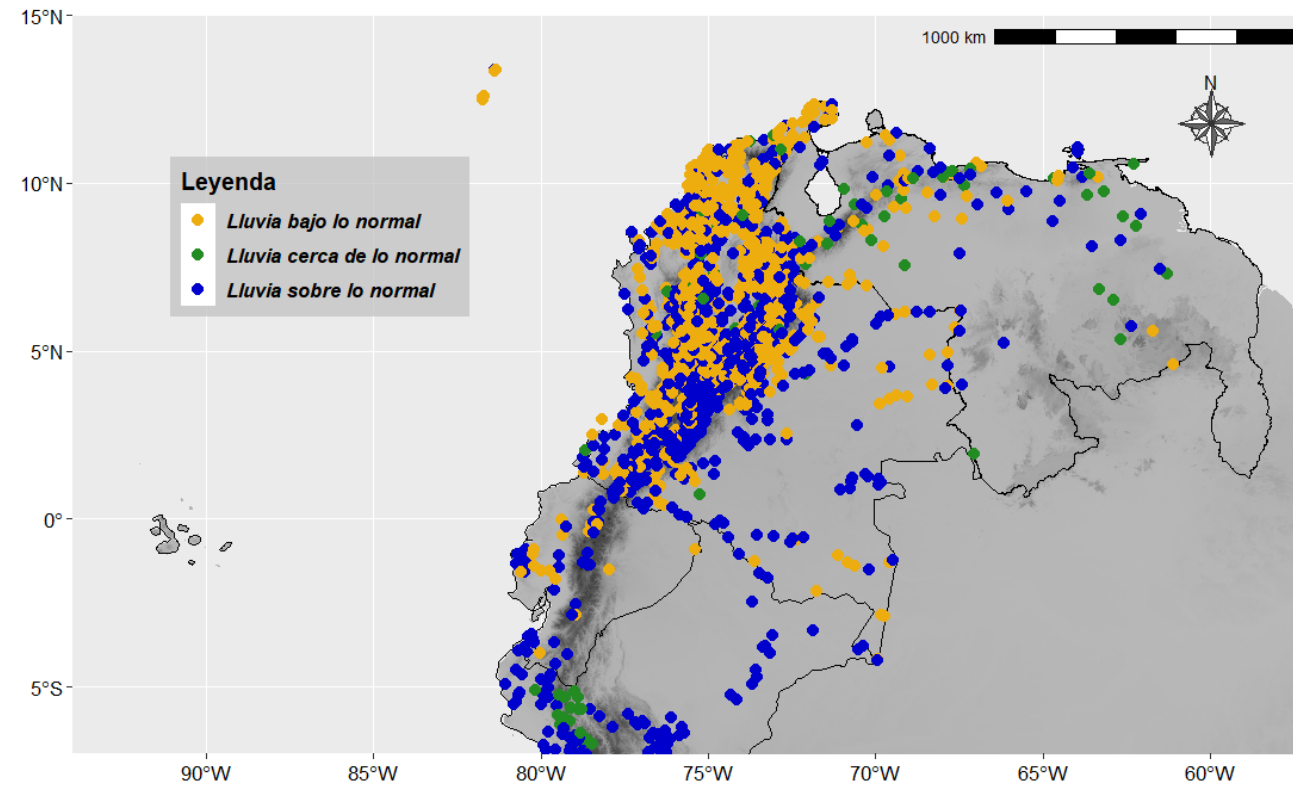 15°N
1000 km
N
Leyenda
Lluvia bajo lo normal
Lluvia cerca de lo normal
Lluvia sobre lo normal
10°N
5°N
0°
5°S
90°W 85°W 80°W 75°W 70°W 65°W 60°W